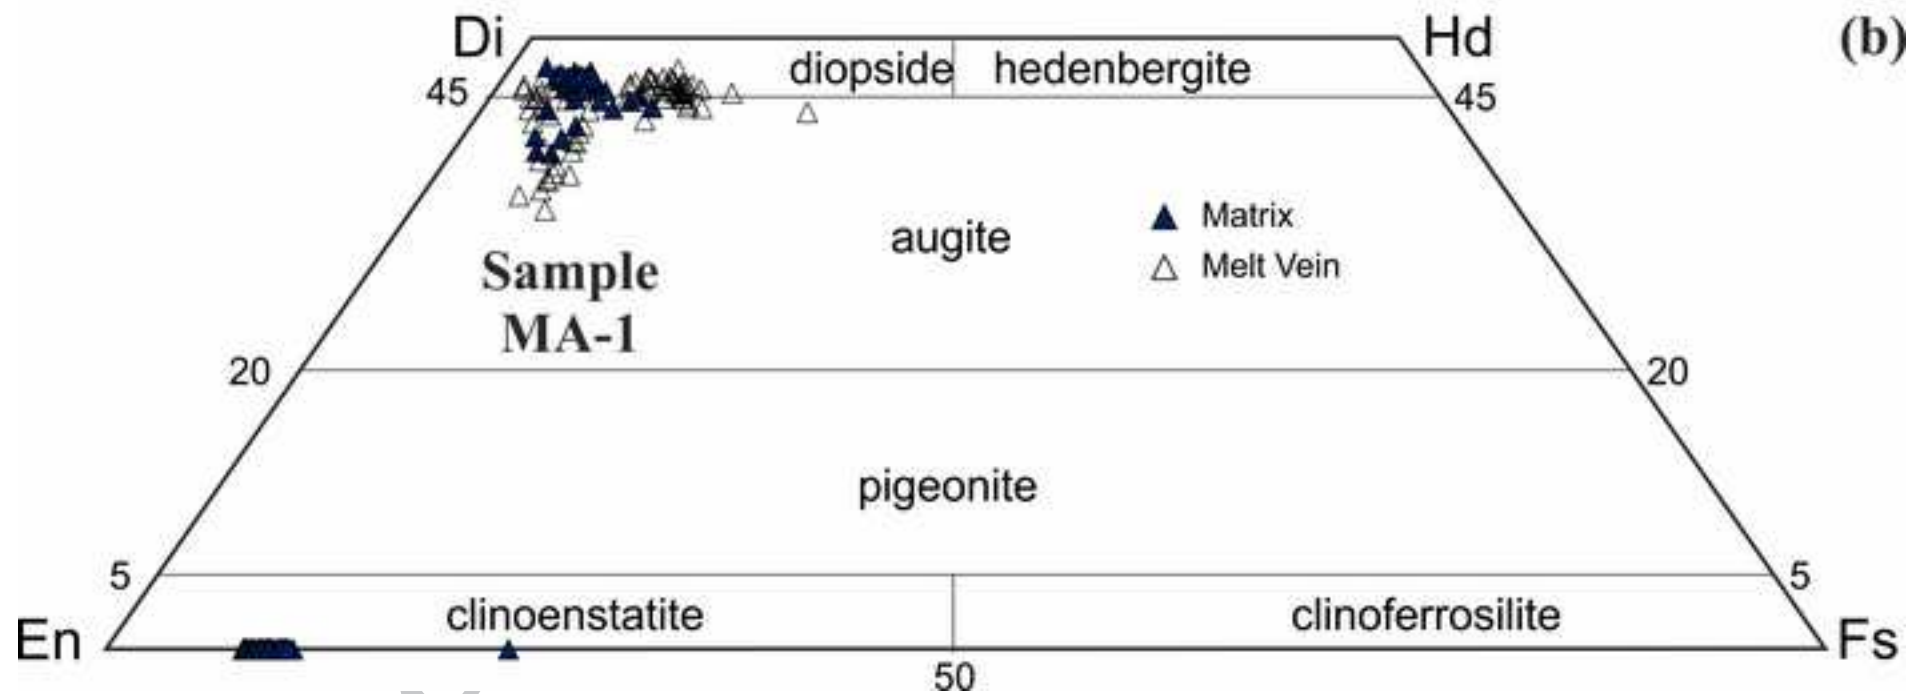 Di
Hd
(b)
diopside
hedenbergite
45
45
Matrix
augite
Melt Vein
Sample
MA-1
20
20
pigeonite
5
5
clinoenstatite
clinoferrosilite
En
Fs
50